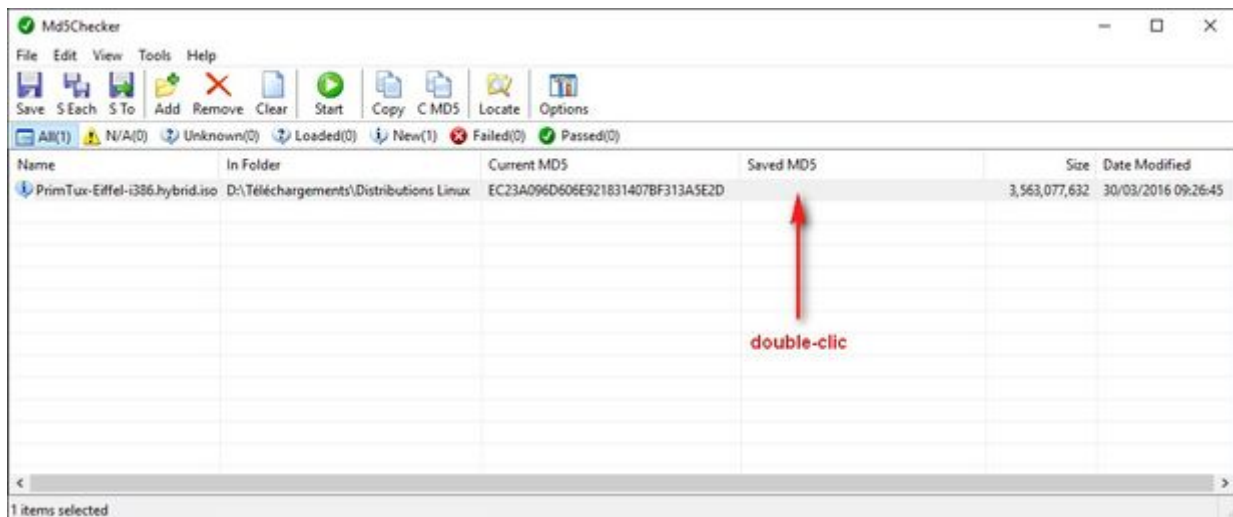 Md5Checker
File Edit View Tools Help
Save S Each S To Add Remove Clear Start Copy C MD5 Locate Options
All(1) N/A(0) Unknown(0) Loaded(0) New(1) Failed(0) Passed(0)
Name In Folder Current MD5 Saved MD5 Size Date Modified
PrimTux-Eiffel-i386.hybrid.iso D:\Téléchargements\Distributions Linux EC23A096D606E921831407BF313A5E2D 3,563,077,632 30/03/2016 09:26:45
double-clic
1 items selected